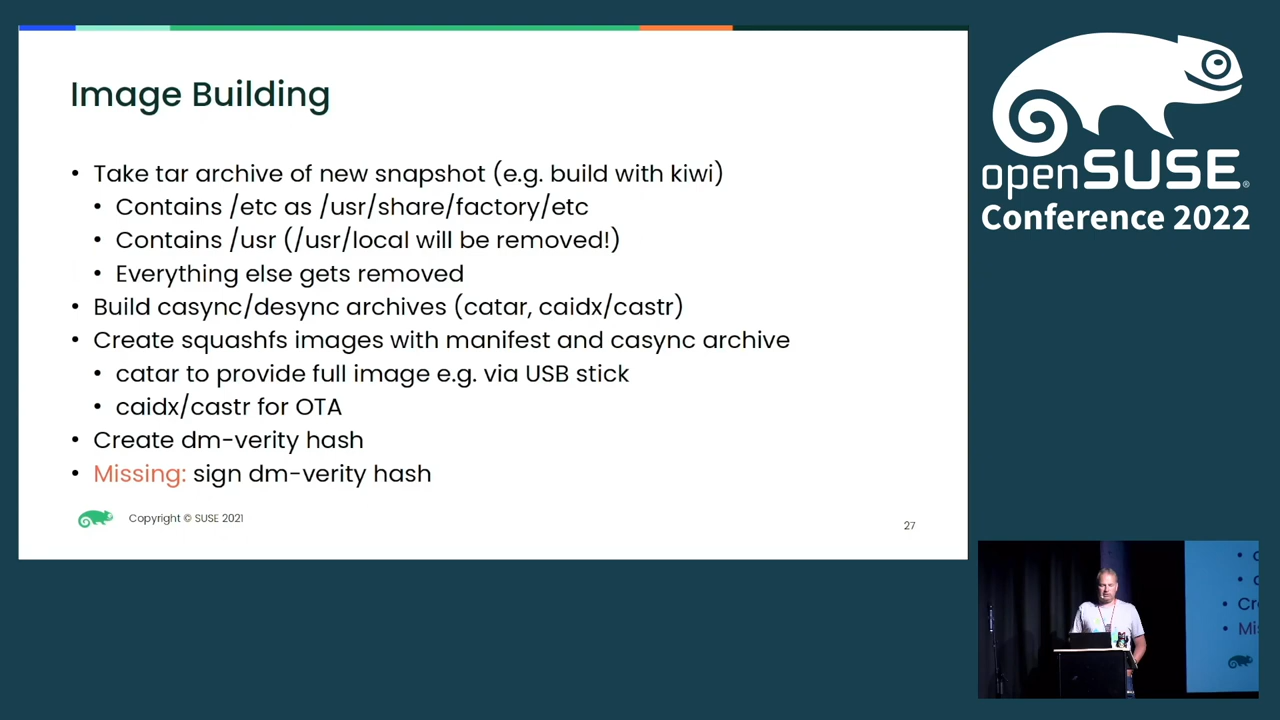 Image Building
• Take tar archive of new snapshot (e.g. build with kiwi)
• Contains /etc as /usr/share/factory/etc
• Contains /usr (/usr/local will be removed!)
• Everything else gets removed
• Build casync/desync archives (catar, caidx/castr)
• Create squashfs images with manifest and casync archive
• catar to provide full image e.g. via USB stick
• caidx/castr for OTA
• Create dm-verity hash
• Missing: sign dm-verity hash
Copyright © SUSE 2021
27
openSUSE®
Conference 2022
• c
• c
• Cr
• Mis